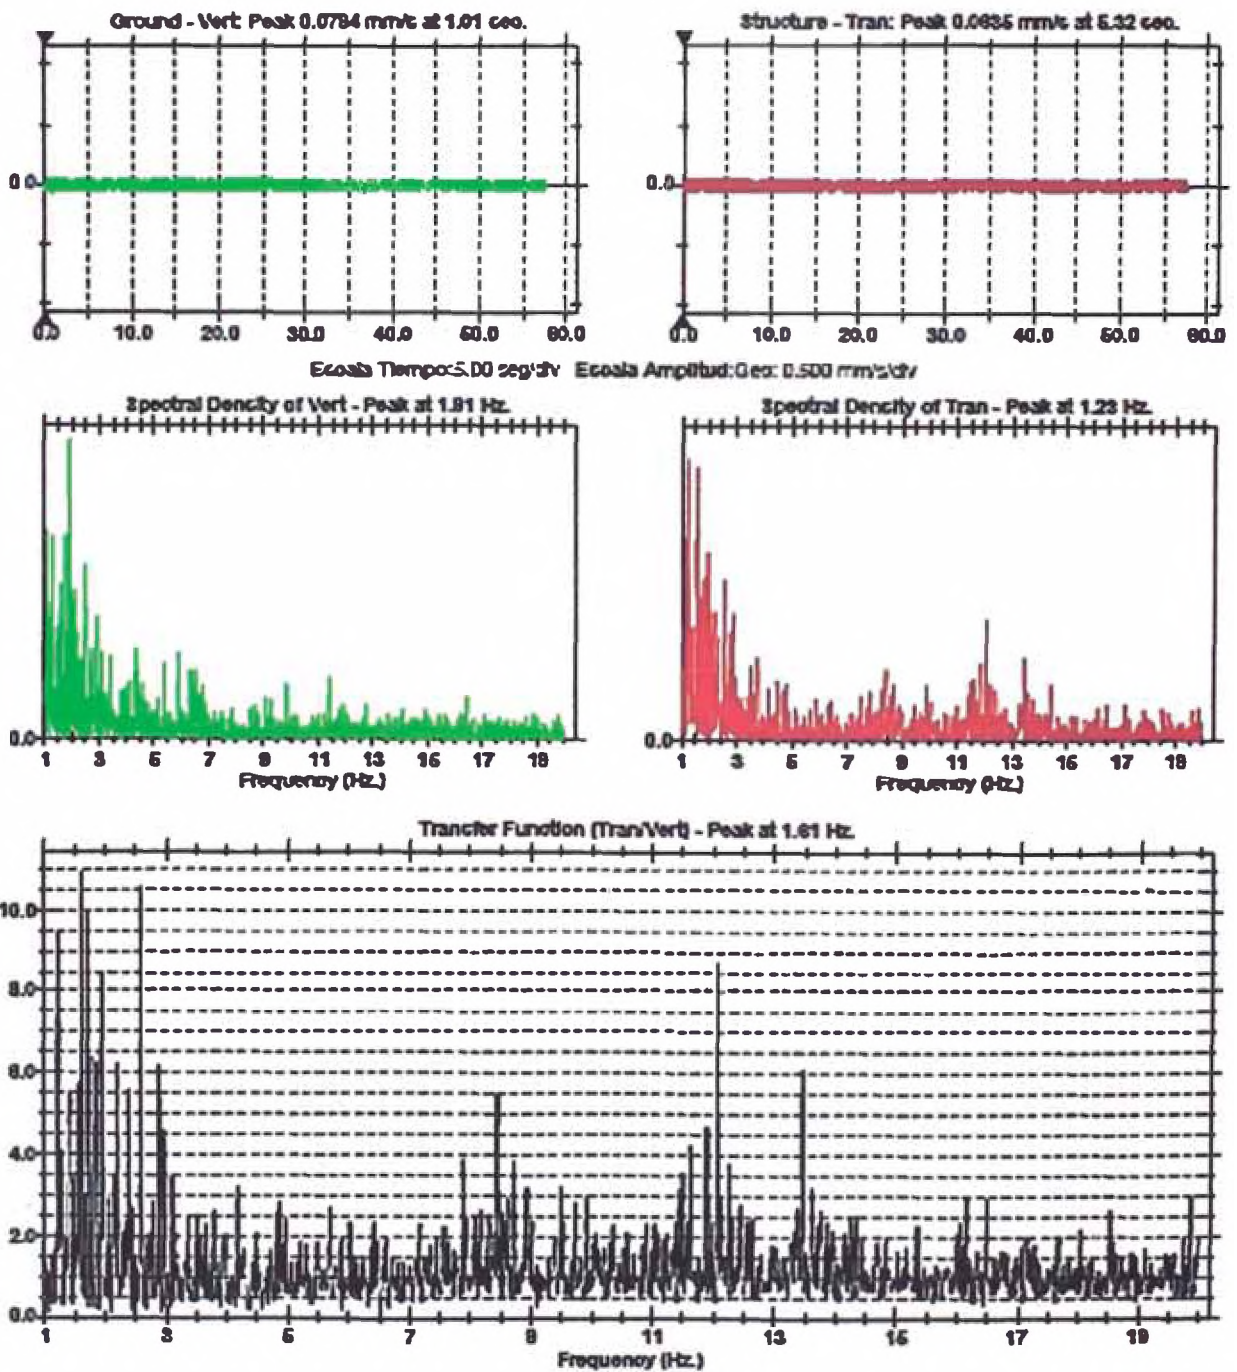 Ground - Vert: Peak 0.0794 mm/s at 1.01 sec.
Structure - Tran: Peak 0.0635 mm/s at 5.32 sec.
0.0
0.0
0.0 10.0 20.0 30.0 40.0 50.0 60.0
0.0 10.0 20.0 30.0 40.0 50.0 60.0
Escala Tiempo:5.00 seg/div Escala Amplitud:Geo: 0.500 mm/s/div
Spectral Density of Vert - Peak at 1.91 Hz.
Spectral Density of Tran - Peak at 1.23 Hz.
0.0
0.0
1 3 5 7 9 11 13 15 17 19
1 3 5 7 9 11 13 15 17 19
Frequency (Hz.)
Frequency (Hz.)
Transfer Function (Tran/Vert) - Peak at 1.61 Hz.
10.0
8.0
6.0
4.0
2.0
0.0
1 3 5 7 9 11 13 15 17 19
Frequency (Hz.)